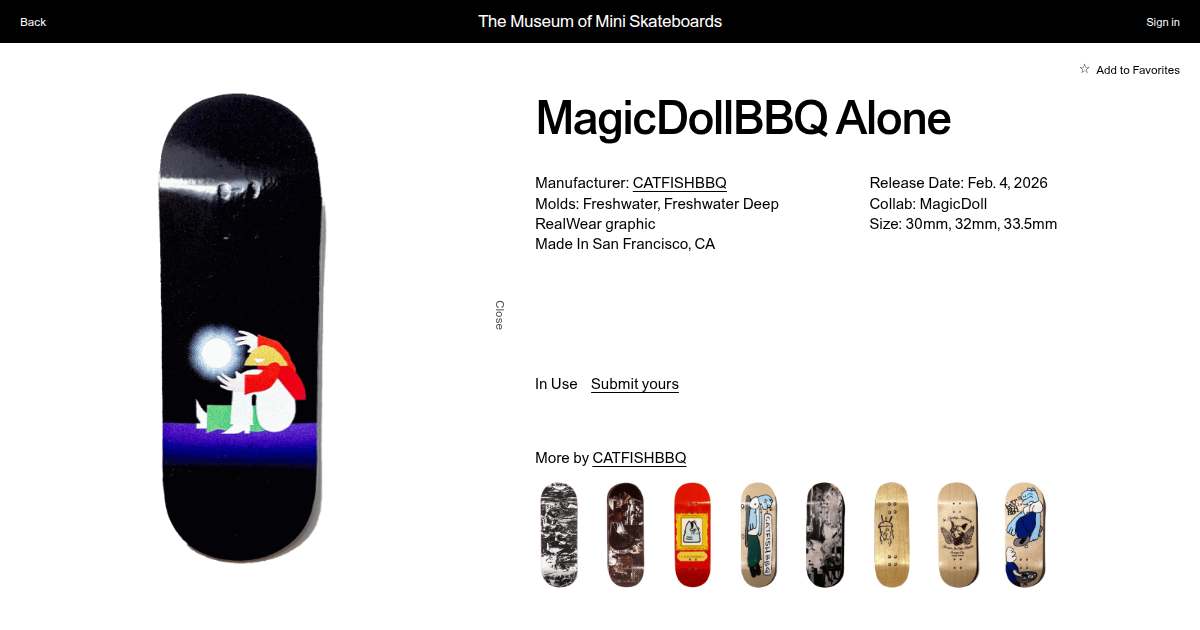 Back
The Museum of Mini Skateboards
Sign in
☆ Add to Favorites
MagicDollBBQ Alone
Manufacturer: CATFISHBBQ
Molds: Freshwater, Freshwater Deep
RealWear graphic
Made In San Francisco, CA
Release Date: Feb. 4, 2026
Collab: MagicDoll
Size: 30mm, 32mm, 33.5mm
Close
In Use Submit yours
More by CATFISHBBQ
CATFISH BBQ